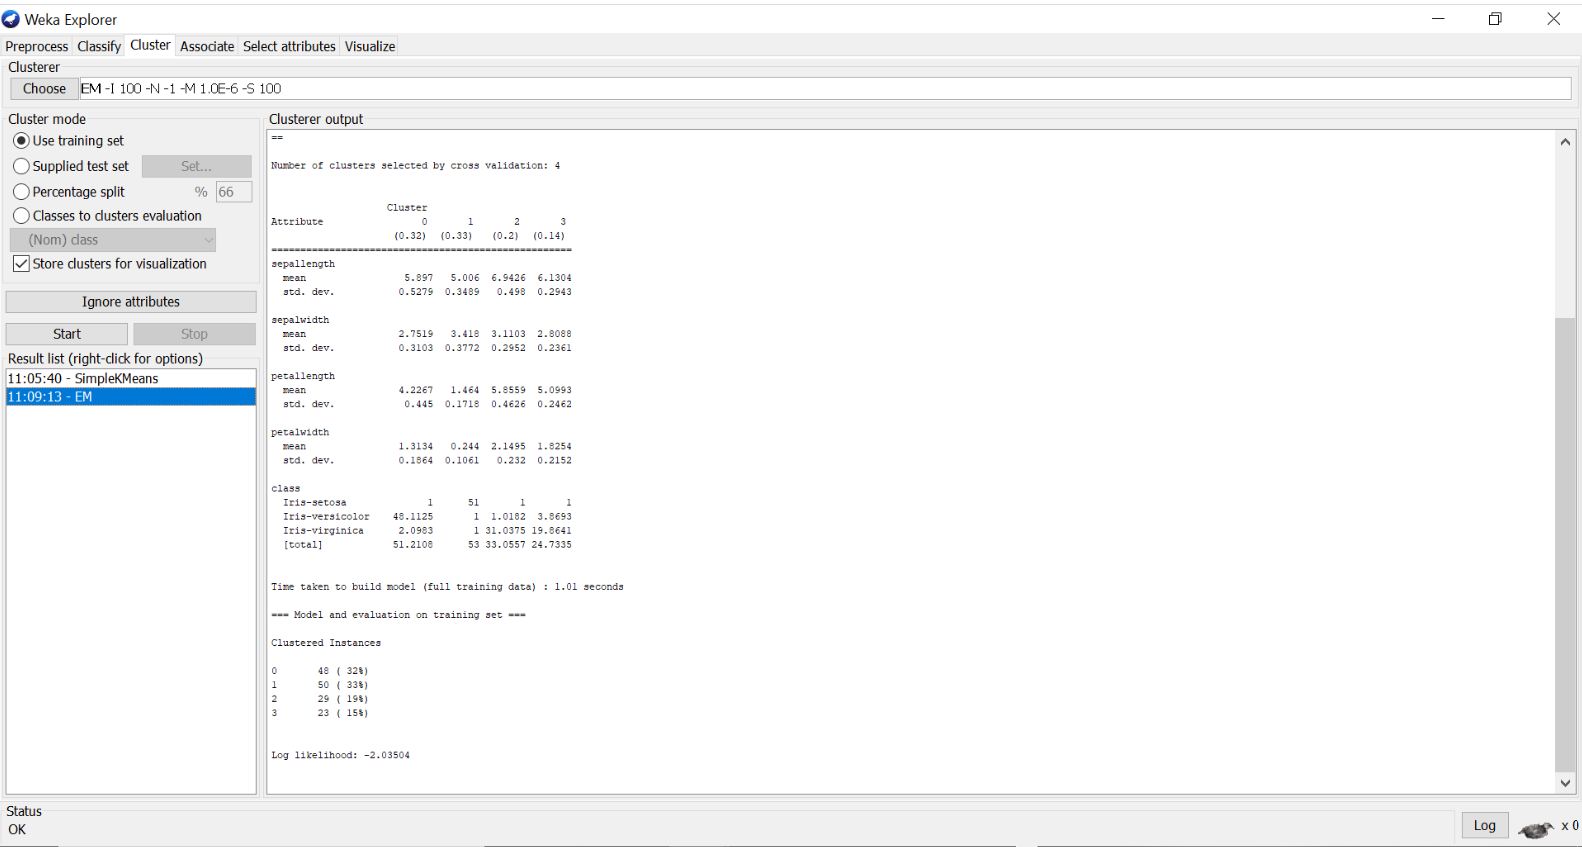 Weka Explorer
Preprocess Classify Cluster Associate Select attributes Visualize
Clusterer
Choose EM -I 100 -N -1 -M 1.0E-6 -S 100
Cluster mode
Use training set
Supplied test set Set...
Percentage split % 66
Classes to clusters evaluation
(Nom) class
Store clusters for visualization
Ignore attributes
Start Stop
Result list (right-click for options)
11:05:40 - SimpleKMeans
11:09:13 - EM
Clusterer output
==
Number of clusters selected by cross validation: 4
Cluster
Attribute 0 1 2 3
(0.32) (0.33) (0.2) (0.14)
====================================================
sepallength
mean 5.897 5.006 6.9426 6.1304
std. dev. 0.5279 0.3489 0.498 0.2943
sepalwidth
mean 2.7519 3.418 3.1103 2.8088
std. dev. 0.3103 0.3772 0.2952 0.2361
petallength
mean 4.2267 1.464 5.8559 5.0993
std. dev. 0.445 0.1718 0.4626 0.2462
petalwidth
mean 1.3134 0.244 2.1495 1.8254
std. dev. 0.1864 0.1061 0.232 0.2152
class
Iris-setosa 1 51 1 1
Iris-versicolor 48.1125 1 1.0182 3.8693
Iris-virginica 2.0983 1 31.0375 19.8641
[total] 51.2108 53 33.0557 24.7335
Time taken to build model (full training data) : 1.01 seconds
=== Model and evaluation on training set ===
Clustered Instances
0 48 ( 32%)
1 50 ( 33%)
2 29 ( 19%)
3 23 ( 15%)
Log likelihood: -2.03504
Status
OK
Log x 0